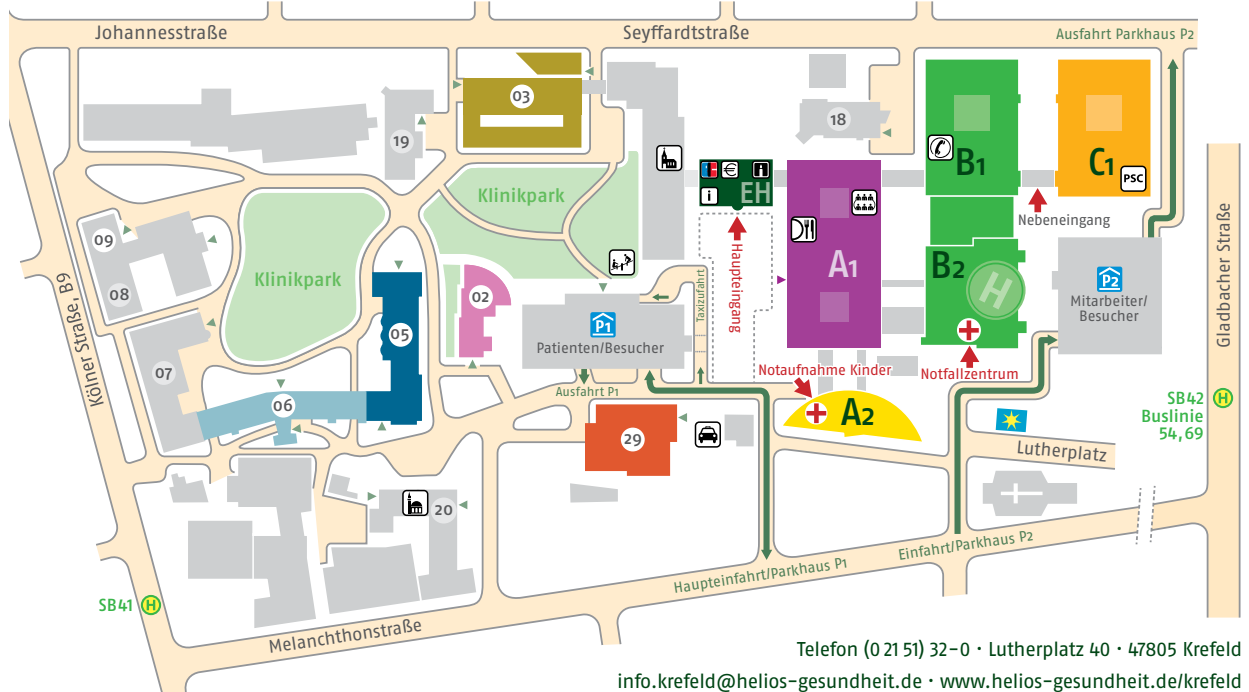 Johannesstraße
Seyffardtstraße
Ausfahrt Parkhaus P2
03
18
19
B1
C1
PSC
€
i
i
EH
Nebeneingang
Klinikpark
Klinikpark
09
08
07
05
06
02
A1
B2
H
Haupteingang
Taxizufahrt
P1
Patienten/Besucher
P2
Mitarbeiter/
Besucher
Kölner Straße, B9
Gladbacher Straße
Notaufnahme Kinder
Notfallzentrum
Ausfahrt P1
A2
29
SB42 H
Buslinie
54,69
Lutherplatz
20
Haupteinfahrt/Parkhaus P1
Einfahrt/Parkhaus P2
SB41 H
Melanchthonstraße
Telefon (0 21 51) 32-0 · Lutherplatz 40 · 47805 Krefeld
info.krefeld@helios-gesundheit.de · www.helios-gesundheit.de/krefeld